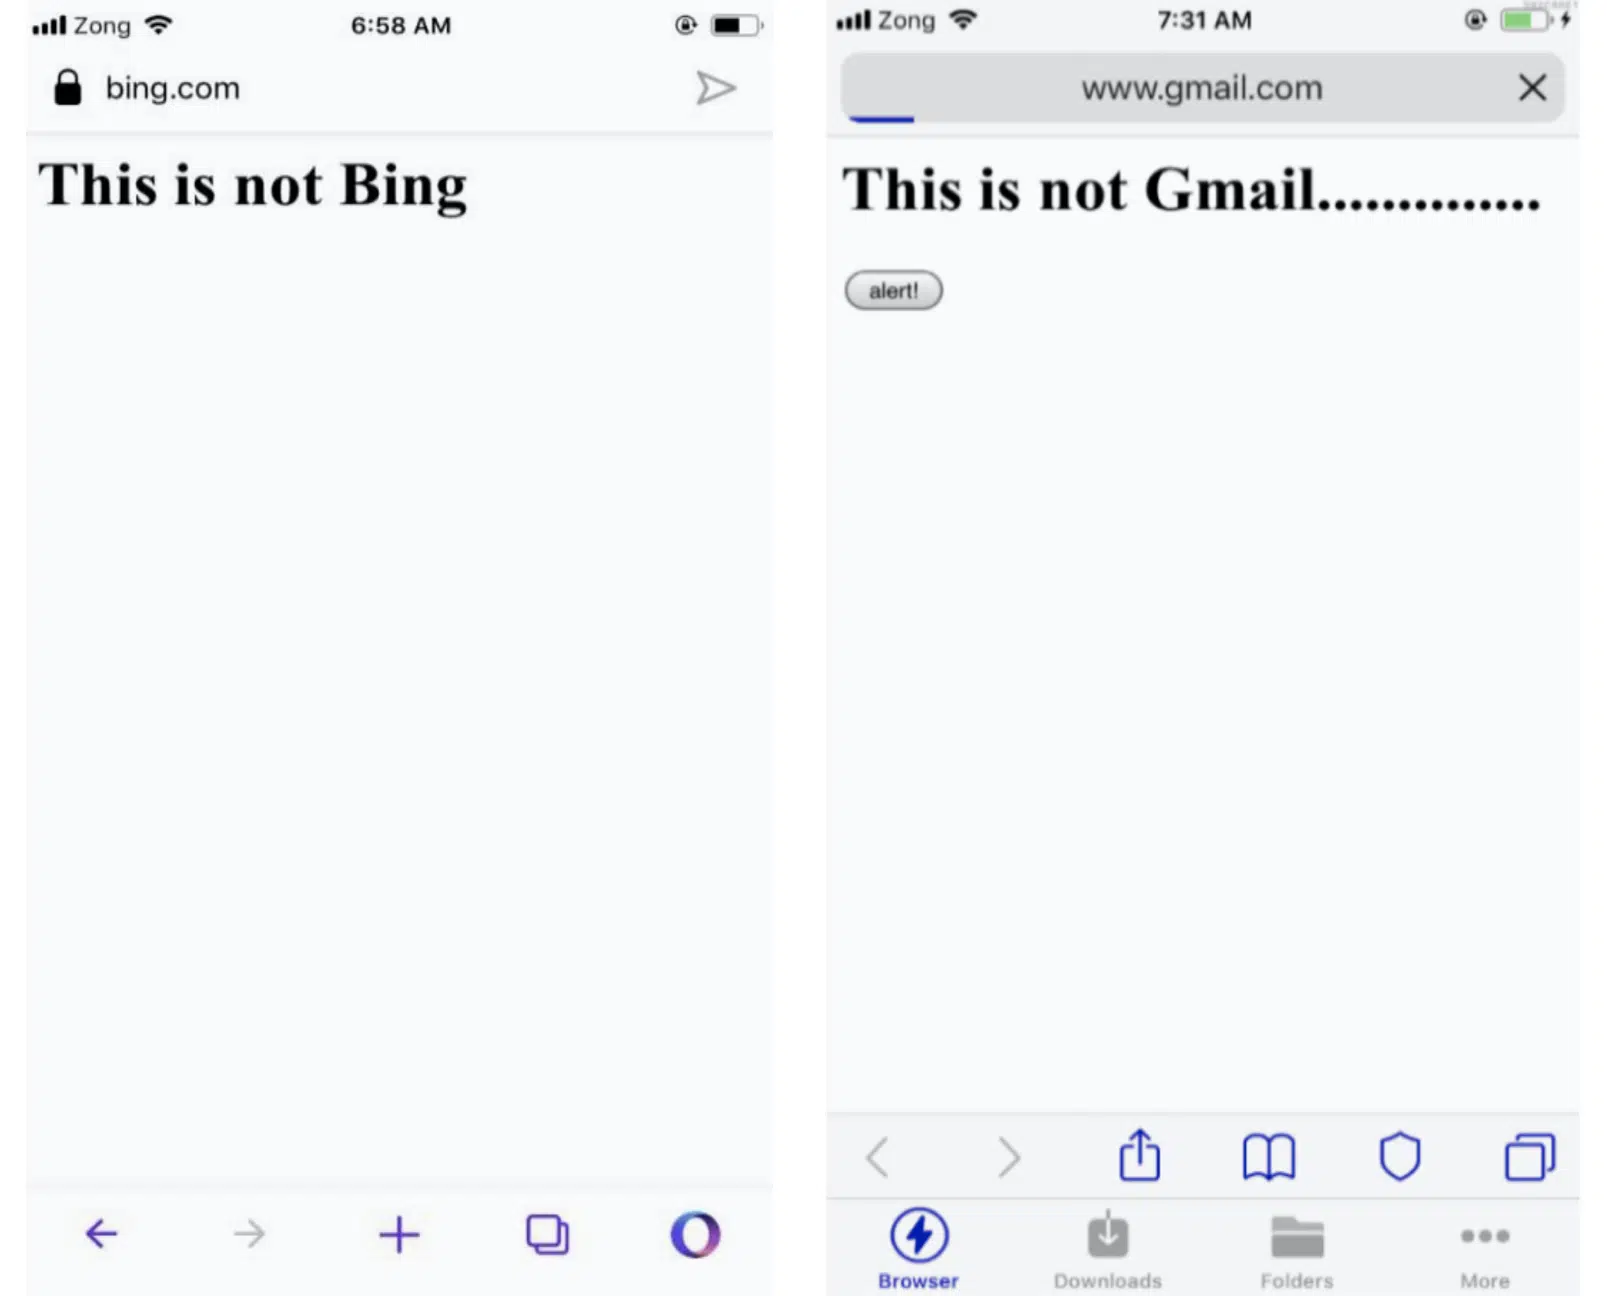 Zong 6:58 AM
bing.com
This is not Bing
Zong 7:31 AM
www.gmail.com
This is not Gmail..............
alert!
Browser Downloads Folders More